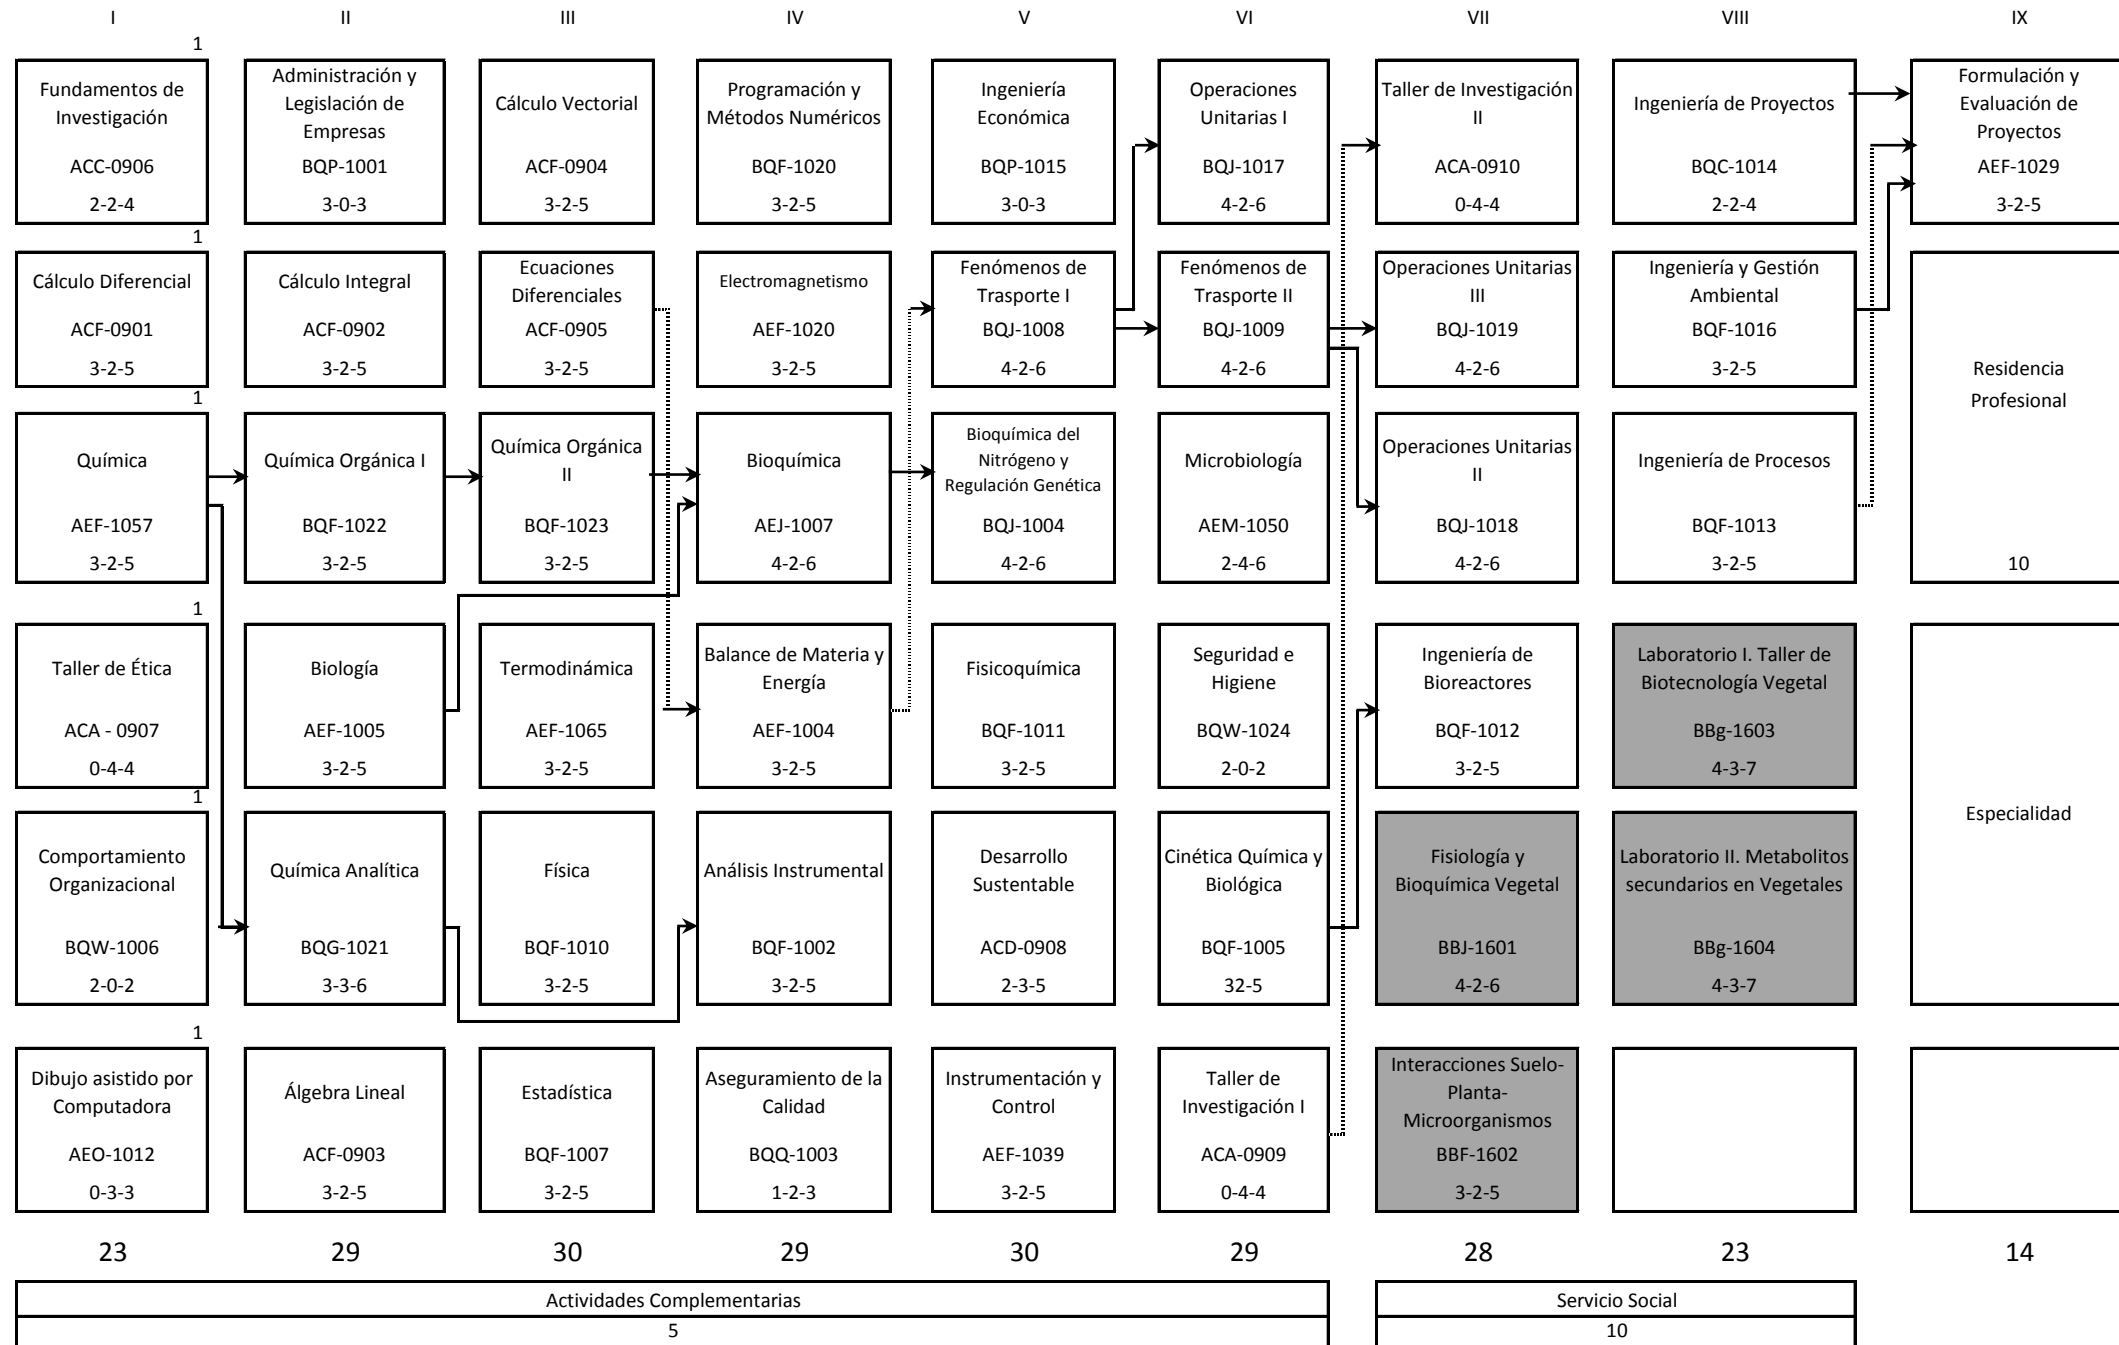 I
II
III
IV
V
VI
VII
VIII
IX
1
Fundamentos de
Investigación
ACC-0906
2-2-4
Administración y
Legislación de
Empresas
BQP-1001
3-0-3
Cálculo Vectorial
ACF-0904
3-2-5
Programación y
Métodos Numéricos
BQF-1020
3-2-5
Ingeniería
Económica
BQP-1015
3-0-3
Operaciones
Unitarias I
BQJ-1017
4-2-6
Taller de Investigación
II
ACA-0910
0-4-4
Ingeniería de Proyectos
BQC-1014
2-2-4
Formulación y
Evaluación de
Proyectos
AEF-1029
3-2-5
1
Cálculo Diferencial
ACF-0901
3-2-5
Cálculo Integral
ACF-0902
3-2-5
Ecuaciones
Diferenciales
ACF-0905
3-2-5
Electromagnetismo
AEF-1020
3-2-5
Fenómenos de
Trasporte I
BQJ-1008
4-2-6
Fenómenos de
Trasporte II
BQJ-1009
4-2-6
Operaciones Unitarias
III
BQJ-1019
4-2-6
Ingeniería y Gestión
Ambiental
BQF-1016
3-2-5
Residencia
Profesional
10
1
Química
AEF-1057
3-2-5
Química Orgánica I
BQF-1022
3-2-5
Química Orgánica
II
BQF-1023
3-2-5
Bioquímica
AEJ-1007
4-2-6
Bioquímica del
Nitrógeno y
Regulación Genética
BQJ-1004
4-2-6
Microbiología
AEM-1050
2-4-6
Operaciones Unitarias
II
BQJ-1018
4-2-6
Ingeniería de Procesos
BQF-1013
3-2-5
1
Taller de Ética
ACA - 0907
0-4-4
Biología
AEF-1005
3-2-5
Termodinámica
AEF-1065
3-2-5
Balance de Materia y
Energía
AEF-1004
3-2-5
Fisicoquímica
BQF-1011
3-2-5
Seguridad e
Higiene
BQW-1024
2-0-2
Ingeniería de
Bioreactores
BQF-1012
3-2-5
Laboratorio I. Taller de
Biotecnología Vegetal
BBg-1603
4-3-7
Especialidad
1
Comportamiento
Organizacional
BQW-1006
2-0-2
Química Analítica
BQG-1021
3-3-6
Física
BQF-1010
3-2-5
Análisis Instrumental
BQF-1002
3-2-5
Desarrollo
Sustentable
ACD-0908
2-3-5
Cinética Química y
Biológica
BQF-1005
32-5
Fisiología y
Bioquímica Vegetal
BBJ-1601
4-2-6
Laboratorio II. Metabolitos
secundarios en Vegetales
BBg-1604
4-3-7
1
Dibujo asistido por
Computadora
AEO-1012
0-3-3
Álgebra Lineal
ACF-0903
3-2-5
Estadística
BQF-1007
3-2-5
Aseguramiento de la
Calidad
BQQ-1003
1-2-3
Instrumentación y
Control
AEF-1039
3-2-5
Taller de
Investigación I
ACA-0909
0-4-4
Interacciones Suelo-
Planta-
Microorganismos
BBF-1602
3-2-5
23
29
30
29
30
29
28
23
14
Actividades Complementarias
5
Servicio Social
10